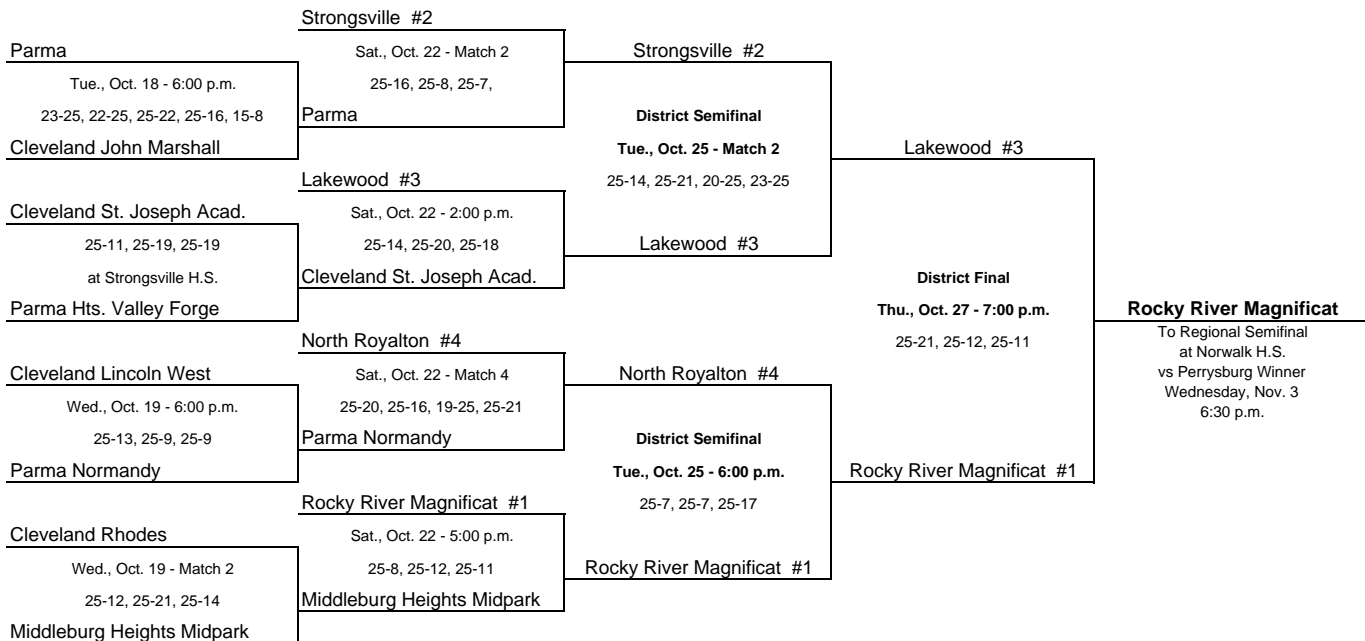 Strongsville #2
Parma
Sat., Oct. 22 - Match 2
Strongsville #2
Tue., Oct. 18 - 6:00 p.m.
25-16, 25-8, 25-7,
23-25, 22-25, 25-22, 25-16, 15-8
Parma
District Semifinal
Cleveland John Marshall
Tue., Oct. 25 - Match 2
Lakewood #3
Lakewood #3
25-14, 25-21, 20-25, 23-25
Cleveland St. Joseph Acad.
Sat., Oct. 22 - 2:00 p.m.
25-11, 25-19, 25-19
25-14, 25-20, 25-18
Lakewood #3
at Strongsville H.S.
Cleveland St. Joseph Acad.
District Final
Parma Hts. Valley Forge
Thu., Oct. 27 - 7:00 p.m.
Rocky River Magnificat
North Royalton #4
25-21, 25-12, 25-11
To Regional Semifinal
at Norwalk H.S.
vs Perrysburg Winner
Wednesday, Nov. 3
6:30 p.m.
Cleveland Lincoln West
Sat., Oct. 22 - Match 4
North Royalton #4
Wed., Oct. 19 - 6:00 p.m.
25-20, 25-16, 19-25, 25-21
25-13, 25-9, 25-9
Parma Normandy
District Semifinal
Parma Normandy
Tue., Oct. 25 - 6:00 p.m.
Rocky River Magnificat #1
Rocky River Magnificat #1
25-7, 25-7, 25-17
Cleveland Rhodes
Sat., Oct. 22 - 5:00 p.m.
Wed., Oct. 19 - Match 2
25-8, 25-12, 25-11
Rocky River Magnificat #1
25-12, 25-21, 25-14
Middleburg Heights Midpark
Middleburg Heights Midpark